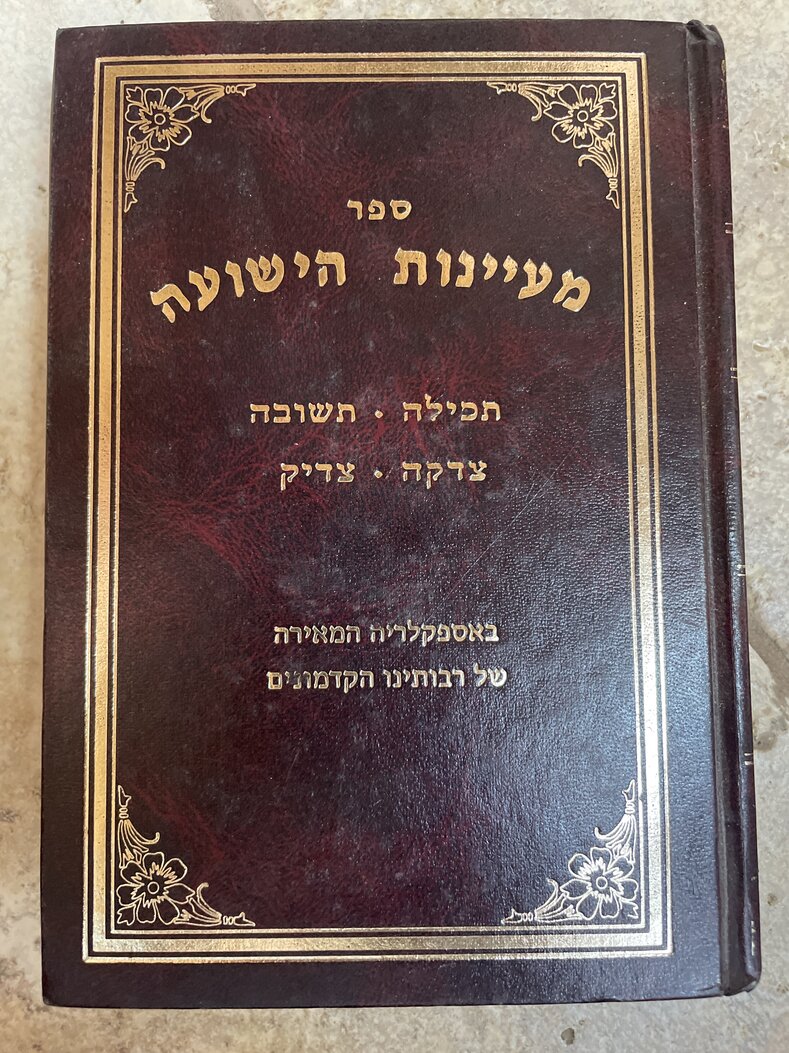 ספר
מעיינות הישועה
תפילה • תשובה
צדקה • צדיק
באספקלריה המאירה
של רבותינו הקדמונים